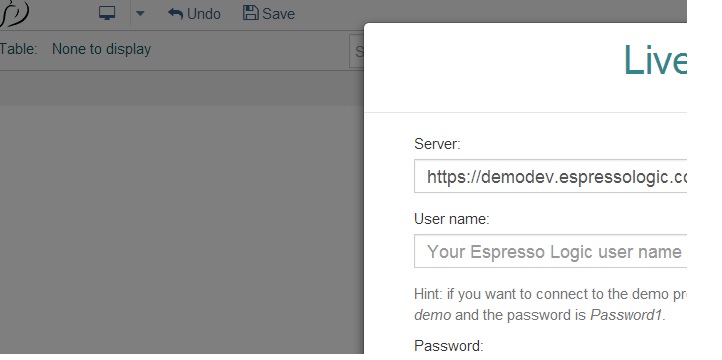 Undo Save
Table: None to display
S
Live
Server:
https://demodev.espressologic.co
User name:
Your Espresso Logic user name
Hint: if you want to connect to the demo pr
demo and the password is Password1.
Password: